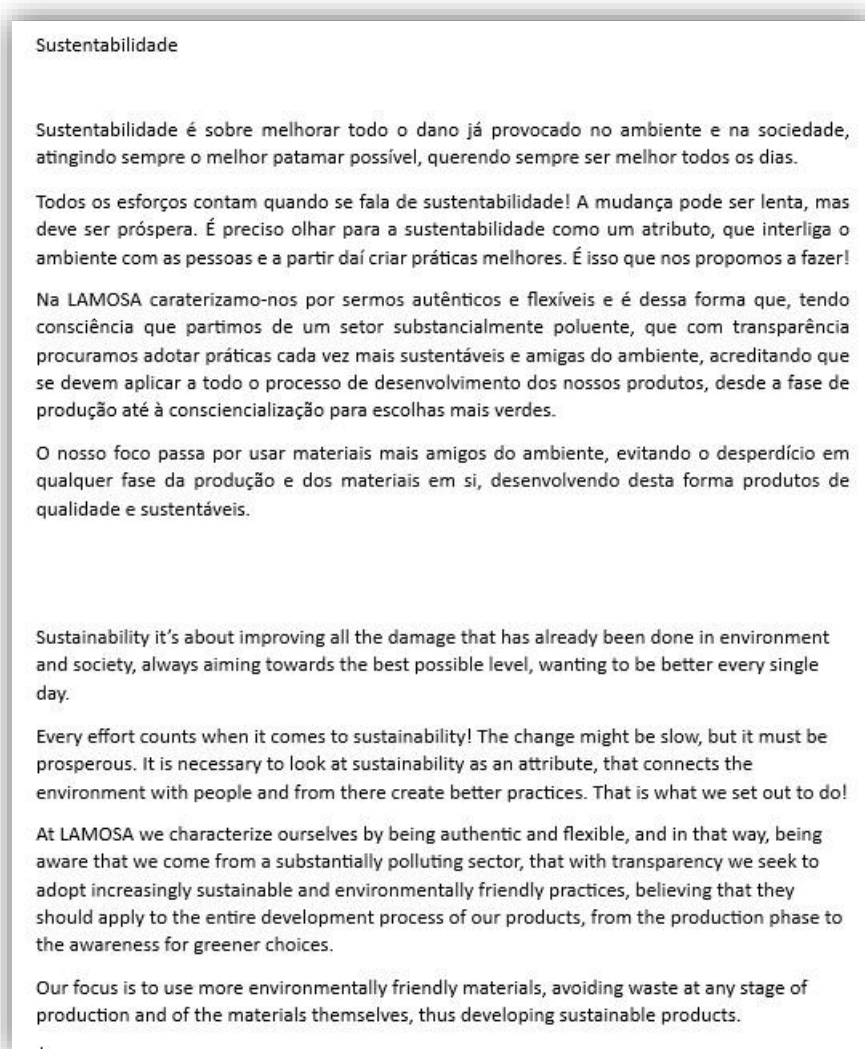 Sustentabilidade
Sustentabilidade é sobre melhorar todo o dano já provocado no ambiente e na sociedade,
atingindo sempre o melhor patamar possível, querendo sempre ser melhor todos os dias.
Todos os esforços contam quando se fala de sustentabilidade! A mudança pode ser lenta, mas
deve ser próspera. É preciso olhar para a sustentabilidade como um atributo, que interliga o
ambiente com as pessoas e a partir daí criar práticas melhores. É isso que nos propomos a fazer!
Na LAMOSA caraterizamo-nos por sermos autênticos e flexíveis e é dessa forma que, tendo
consciência que partimos de um setor substancialmente poluente, que com transparência
procuramos adotar práticas cada vez mais sustentáveis e amigas do ambiente, acreditando que
se devem aplicar a todo o processo de desenvolvimento dos nossos produtos, desde a fase de
produção até à consciencialização para escolhas mais verdes.
O nosso foco passa por usar materiais mais amigos do ambiente, evitando o desperdício em
qualquer fase da produção e dos materiais em si, desenvolvendo desta forma produtos de
qualidade e sustentáveis.
Sustainability it's about improving all the damage that has already been done in environment
and society, always aiming towards the best possible level, wanting to be better every single
day.
Every effort counts when it comes to sustainability! The change might be slow, but it must be
prosperous. It is necessary to look at sustainability as an attribute, that connects the
environment with people and from there create better practices. That is what we set out to do!
At LAMOSA we characterize ourselves by being authentic and flexible, and in that way, being
aware that we come from a substantially polluting sector, that with transparency we seek to
adopt increasingly sustainable and environmentally friendly practices, believing that they
should apply to the entire development process of our products, from the production phase to
the awareness for greener choices.
Our focus is to use more environmentally friendly materials, avoiding waste at any stage of
production and of the materials themselves, thus developing sustainable products.